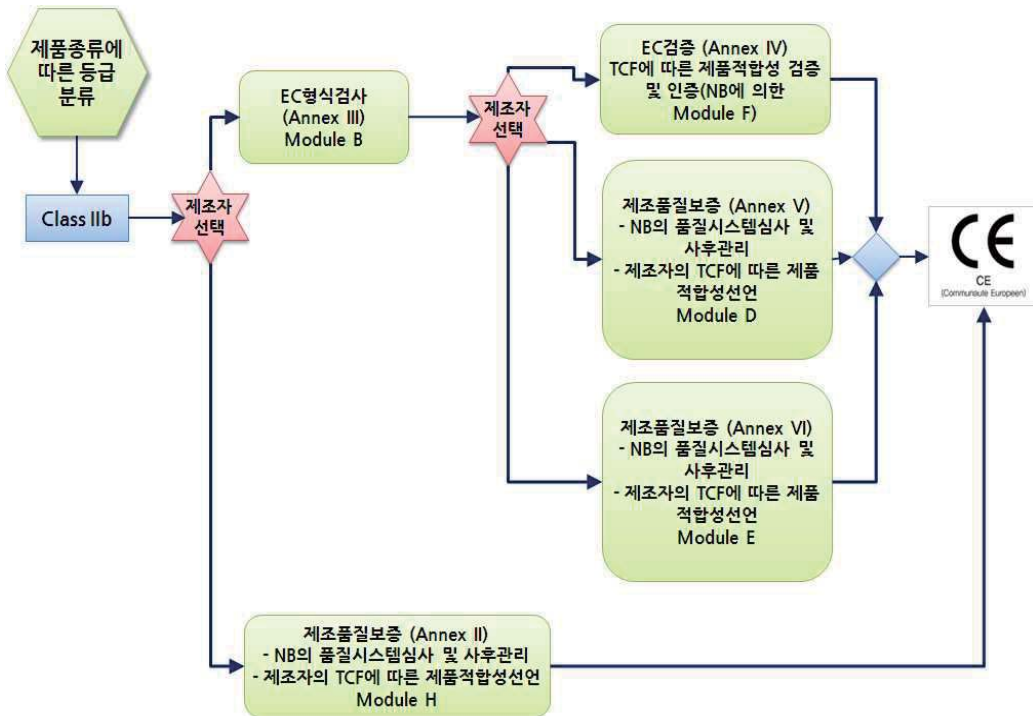 제품종류에
따른 등급
분류
Class IIb
제조자
선택
EC형식검사
(Annex III)
Module B
제조자
선택
EC검증 (Annex IV)
TCF에 따른 제품적합성 검증
및 인증(NB에 의한
Module F)
제조품질보증 (Annex V)
- NB의 품질시스템심사 및
사후관리
- 제조자의 TCF에 따른 제품
적합성선언
Module D
제조품질보증 (Annex VI)
- NB의 품질시스템심사 및
사후관리
- 제조자의 TCF에 따른 제품
적합성선언
Module E
제조품질보증 (Annex II)
- NB의 품질시스템심사 및 사후관리
- 제조자의 TCF에 따른 제품적합성선언
Module H
CE
CE
(Communaute Europeen)